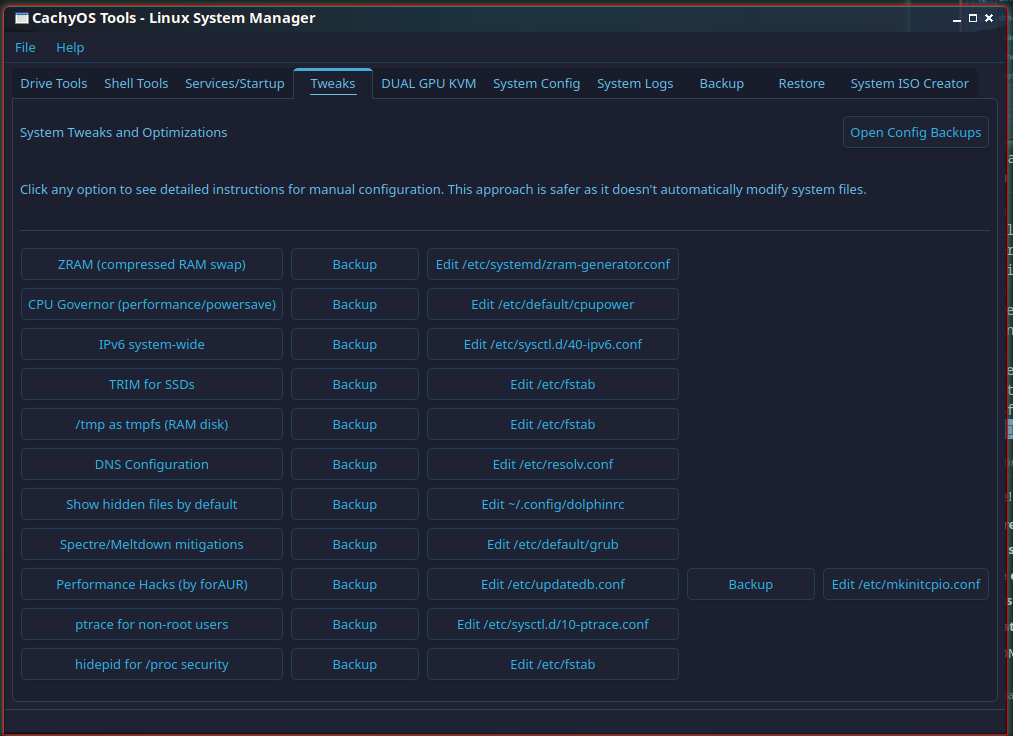 CachyOS Tools - Linux System Manager
File Help
Drive Tools Shell Tools Services/Startup Tweaks DUAL GPU KVM System Config System Logs Backup Restore System ISO Creator
System Tweaks and Optimizations Open Config Backups
Click any option to see detailed instructions for manual configuration. This approach is safer as it doesn't automatically modify system files.
ZRAM (compressed RAM swap) Backup Edit /etc/systemd/zram-generator.conf
CPU Governor (performance/powersave) Backup Edit /etc/default/cpupower
IPv6 system-wide Backup Edit /etc/sysctl.d/40-ipv6.conf
TRIM for SSDs Backup Edit /etc/fstab
/tmp as tmpfs (RAM disk) Backup Edit /etc/fstab
DNS Configuration Backup Edit /etc/resolv.conf
Show hidden files by default Backup Edit ~/.config/dolphinrc
Spectre/Meltdown mitigations Backup Edit /etc/default/grub
Performance Hacks (by forAUR) Backup Edit /etc/updatedb.conf Backup Edit /etc/mkinitcpio.conf
ptrace for non-root users Backup Edit /etc/sysctl.d/10-ptrace.conf
hidepid for /proc security Backup Edit /etc/fstab